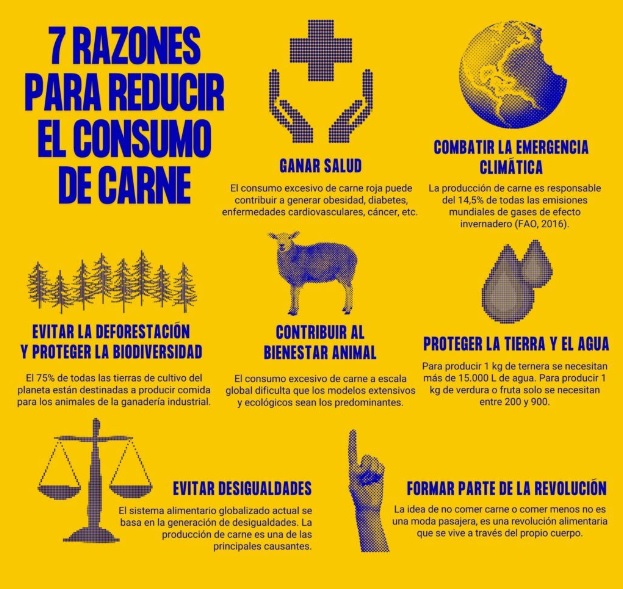 7 RAZONES
PARA REDUCIR
EL CONSUMO
DE CARNE
GANAR SALUD
El consumo excesivo de carne roja puede
contribuir a generar obesidad, diabetes,
enfermedades cardiovasculares, cáncer, etc.
COMBATIR LA EMERGENCIA
CLIMÁTICA
La producción de carne es responsable
del 14,5% de todas las emisiones
mundiales de gases de efecto
invernadero (FAO, 2016).
EVITAR LA DEFORESTACIÓN
Y PROTEGER LA BIODIVERSIDAD
El 75% de todas las tierras de cultivo del
planeta están destinadas a producir comida
para los animales de la ganadería industrial.
CONTRIBUIR AL
BIENESTAR ANIMAL
El consumo excesivo de carne a escala
global dificulta que los modelos extensivos
y ecológicos sean los predominantes.
PROTEGER LA TIERRA Y EL AGUA
Para producir 1 kg de ternera se necesitan
más de 15.000 L de agua. Para producir 1
kg de verdura o fruta solo se necesitan
entre 200 y 900.
EVITAR DESIGUALDADES
El sistema alimentario globalizado actual se
basa en la generación de desigualdades. La
producción de carne es una de las
principales causantes.
FORMAR PARTE DE LA REVOLUCIÓN
La idea de no comer carne o comer menos no es
una moda pasajera, es una revolución alimentaria
que se vive a través del propio cuerpo.